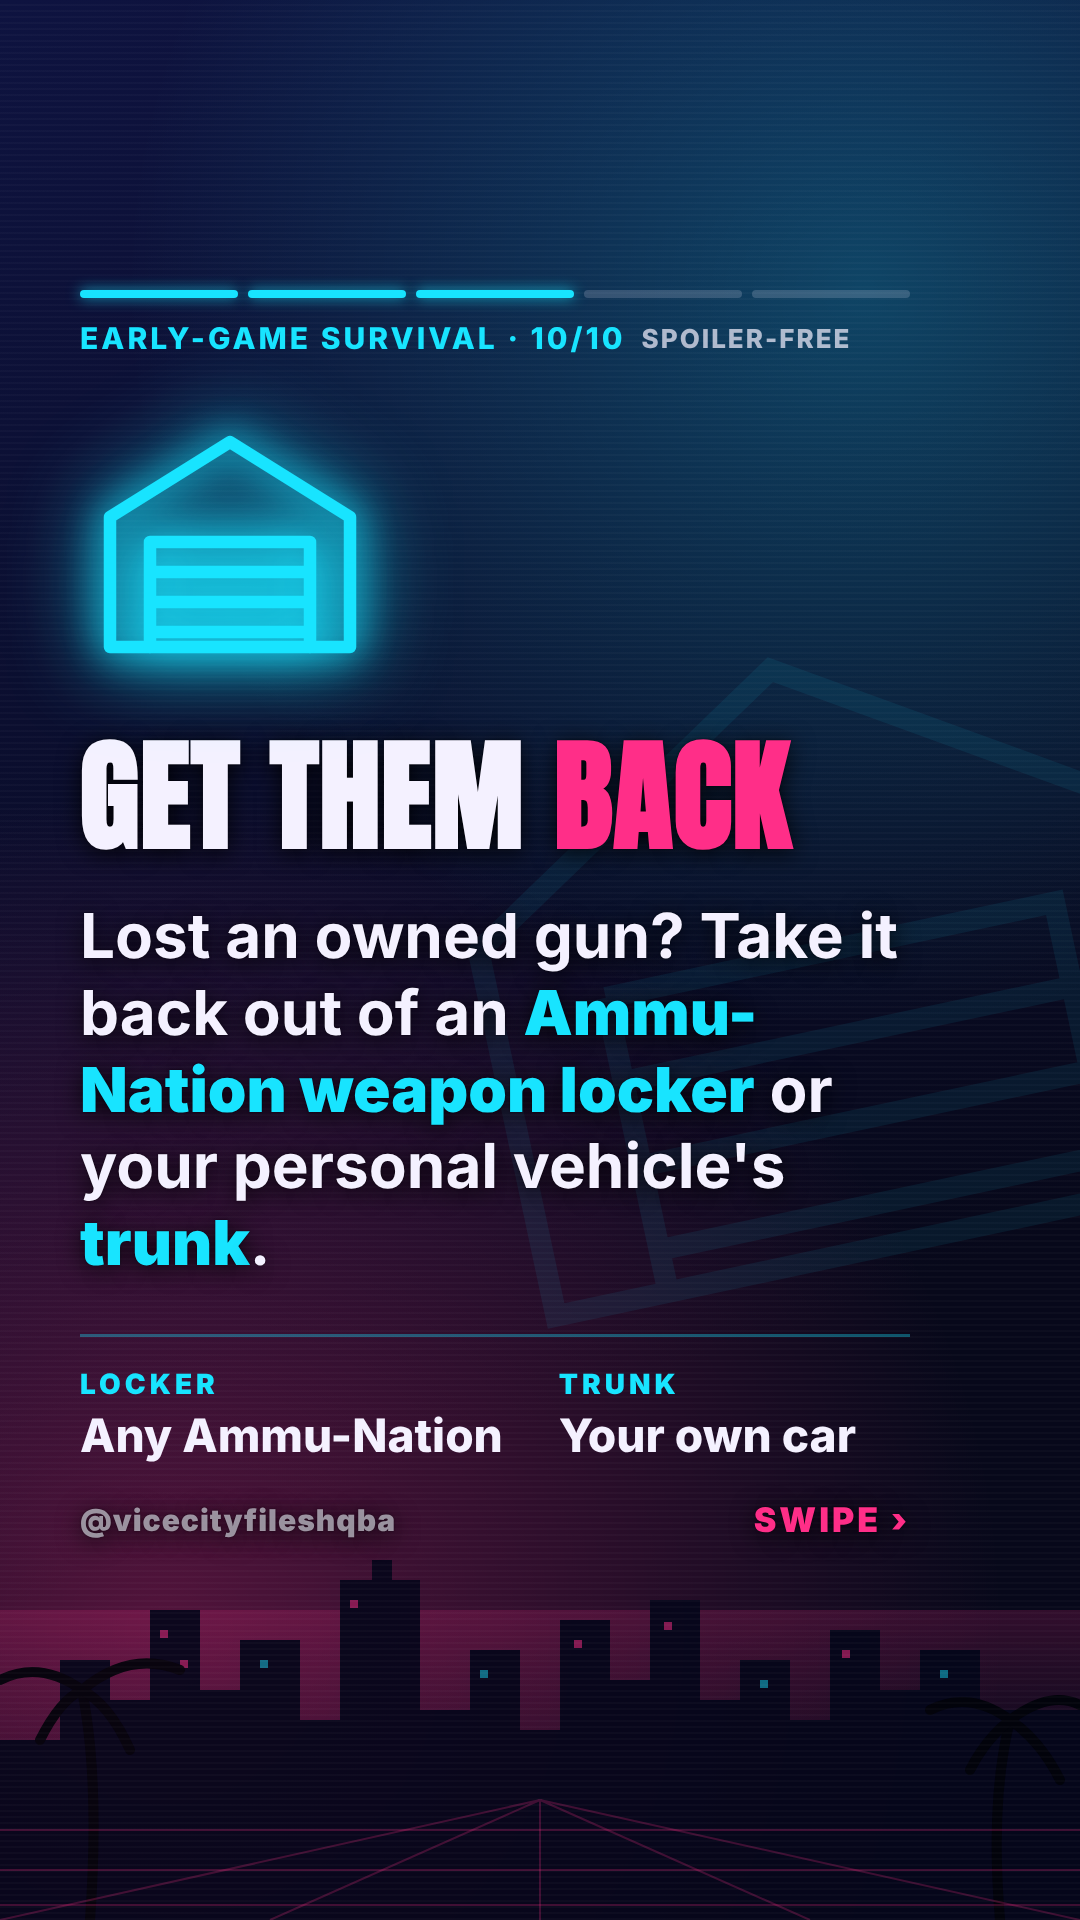 EARLY-GAME SURVIVAL · 10/10 SPOILER-FREE
GET THEM BACK
Lost an owned gun? Take it
back out of an Ammu-
Nation weapon locker or
your personal vehicle's
trunk.
LOCKER
Any Ammu-Nation
TRUNK
Your own car
@vicecityfileshqba
SWIPE ›